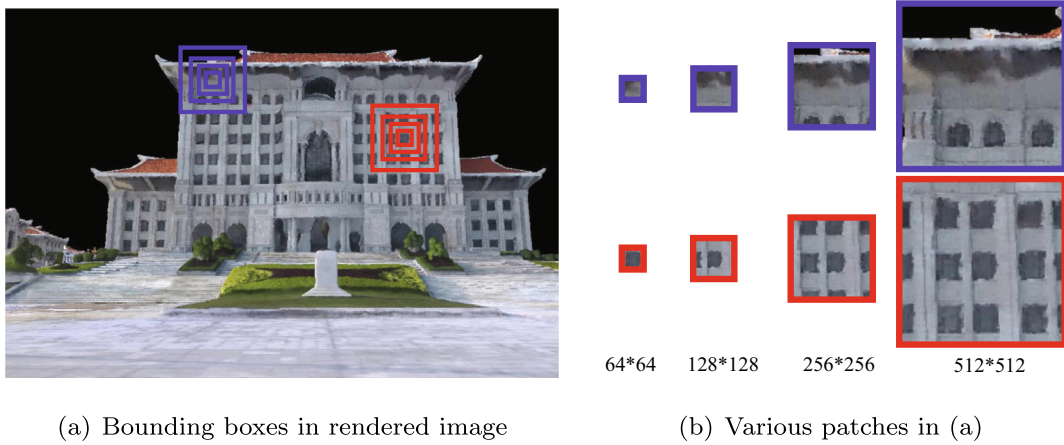 64*64 128*128 256*256 512*512
(a) Bounding boxes in rendered image (b) Various patches in (a)